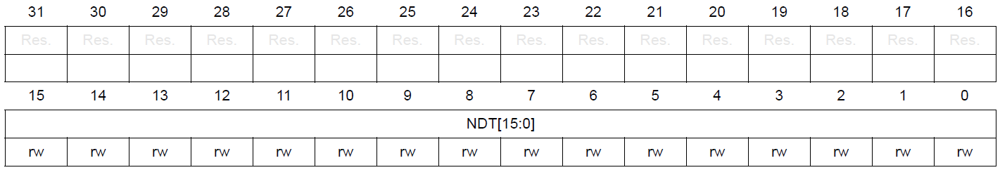 31 30 29 28 27 26 25 24 23 22 21 20 19 18 17 16
Res. Res. Res. Res. Res. Res. Res. Res. Res. Res. Res. Res. Res. Res. Res. Res.
15 14 13 12 11 10 9 8 7 6 5 4 3 2 1 0
NDT[15:0]
rw rw rw rw rw rw rw rw rw rw rw rw rw rw rw rw